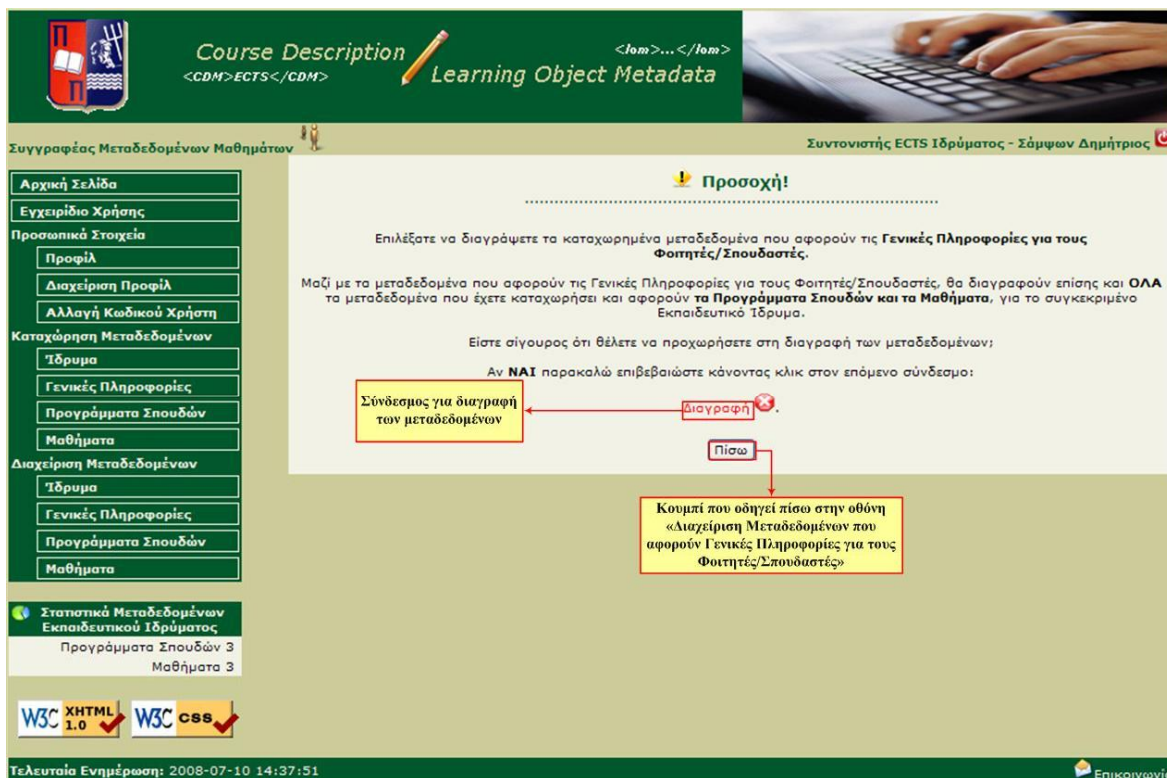 Π
Π
Course Description
<CDM>ECTS</CDM>
<lom>...</lom>
Learning Object Metadata
Συγγραφέας Μεταδεδομένων Μαθημάτων
Συντονιστής ECTS Ιδρύματος - Σάμψων Δημήτριος
Αρχική Σελίδα
Εγχειρίδιο Χρήσης
Προσωπικά Στοιχεία
Προφίλ
Διαχείριση Προφίλ
Αλλαγή Κωδικού Χρήστη
Καταχώρηση Μεταδεδομένων
Ίδρυμα
Γενικές Πληροφορίες
Προγράμματα Σπουδών
Μαθήματα
Διαχείριση Μεταδεδομένων
Ίδρυμα
Γενικές Πληροφορίες
Προγράμματα Σπουδών
Μαθήματα
Στατιστικά Μεταδεδομένων
Εκπαιδευτικού Ιδρύματος
Προγράμματα Σπουδών 3
Μαθήματα 3
W3C XHTML 1.0
W3C css
Προσοχή!
Επιλέξατε να διαγράψετε τα καταχωρημένα μεταδεδομένα που αφορούν τις Γενικές Πληροφορίες για τους
Φοιτητές/Σπουδαστές.
Μαζί με τα μεταδεδομένα που αφορούν τις Γενικές Πληροφορίες για τους Φοιτητές/Σπουδαστές, θα διαγραφούν επίσης και ΟΛΑ
τα μεταδεδομένα που έχετε καταχωρήσει και αφορούν τα Προγράμματα Σπουδών και τα Μαθήματα, για το συγκεκριμένο
Εκπαιδευτικό Ίδρυμα.
Είστε σίγουρος ότι θέλετε να προχωρήσετε στη διαγραφή των μεταδεδομένων;
Αν ΝΑΙ παρακαλώ επιβεβαιώστε κάνοντας κλικ στον επόμενο σύνδεσμο:
Σύνδεσμος για διαγραφή
των μεταδεδομένων
Διαγραφή.
Πίσω
Κουμπί που οδηγεί πίσω στην οθόνη
«Διαχείριση Μεταδεδομένων που
αφορούν Γενικές Πληροφορίες για τους
Φοιτητές/Σπουδαστές»
Τελευταία Ενημέρωση: 2008-07-10 14:37:51
Επικοινωνία